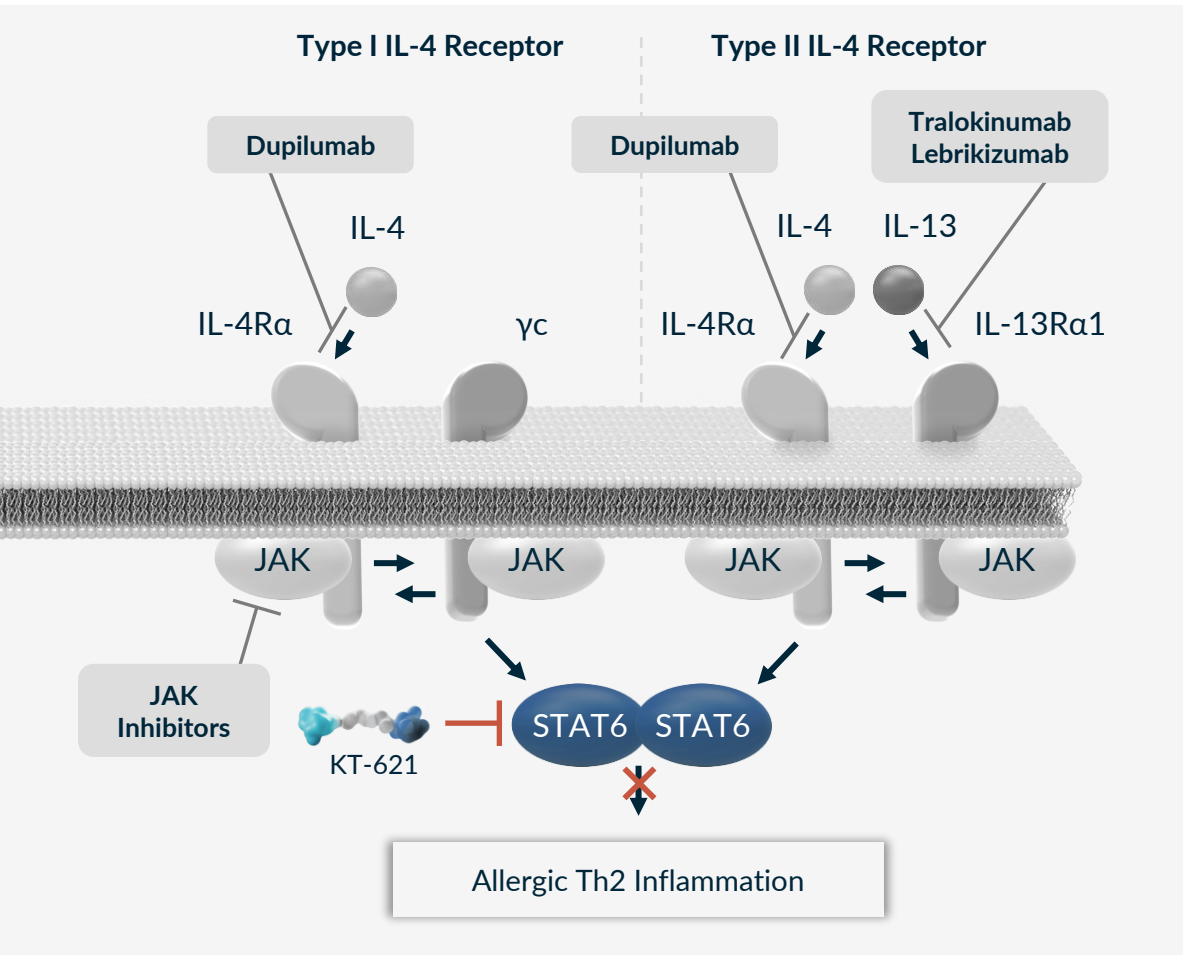 Type I IL-4 Receptor
Type II IL-4 Receptor
Dupilumab
Dupilumab
Tralokinumab
Lebrikizumab
IL-4
IL-4
IL-13
IL-4Rα
γc
IL-4Rα
IL-13Rα1
JAK
JAK
JAK
JAK
JAK
Inhibitors
KT-621
STAT6
STAT6
Allergic Th2 Inflammation